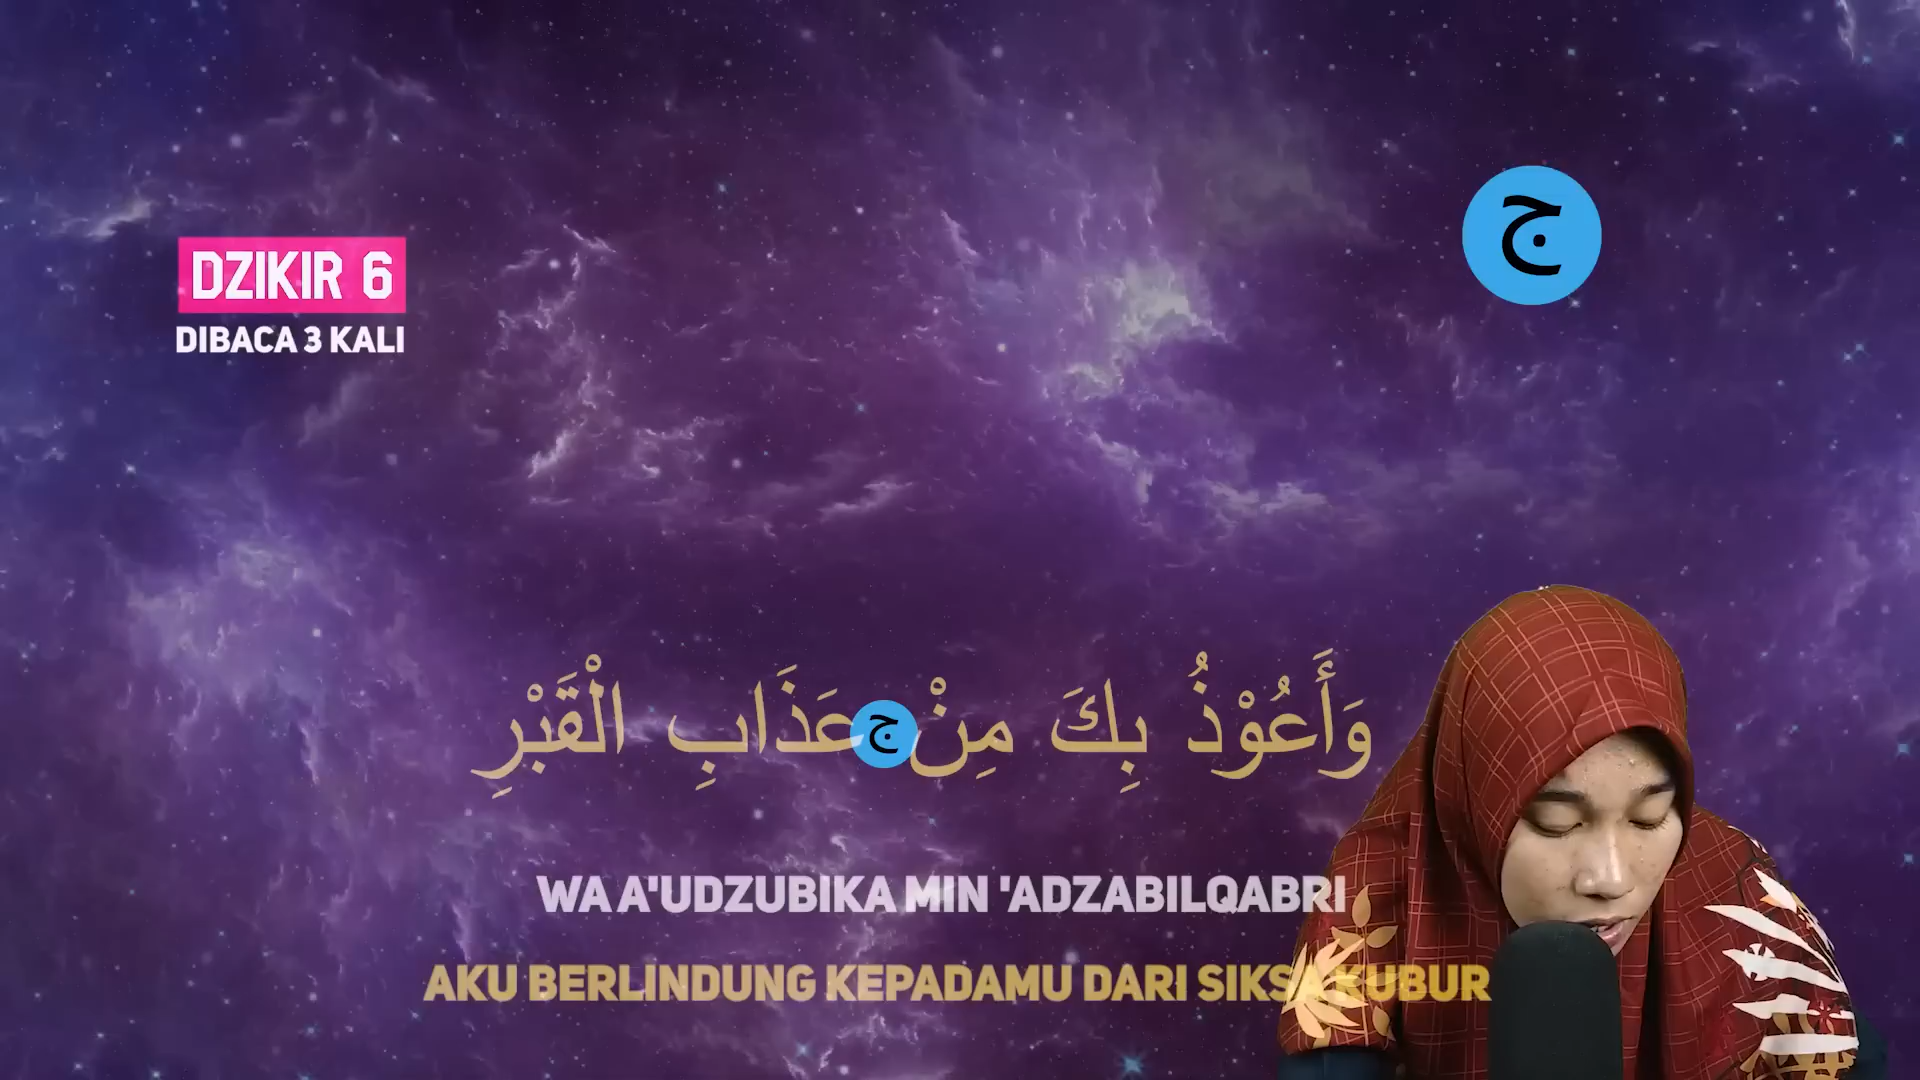 ج
DZIKIR 6
DIBACA 3 KALI
وَأَعُوْذُ بِكَ مِنْ ج عَذَابِ الْقَبْرِ
WA A'UDZUBIKA MIN 'ADZABILQABRI
AKU BERLINDUNG KEPADAMU DARI SIKSA KUBUR